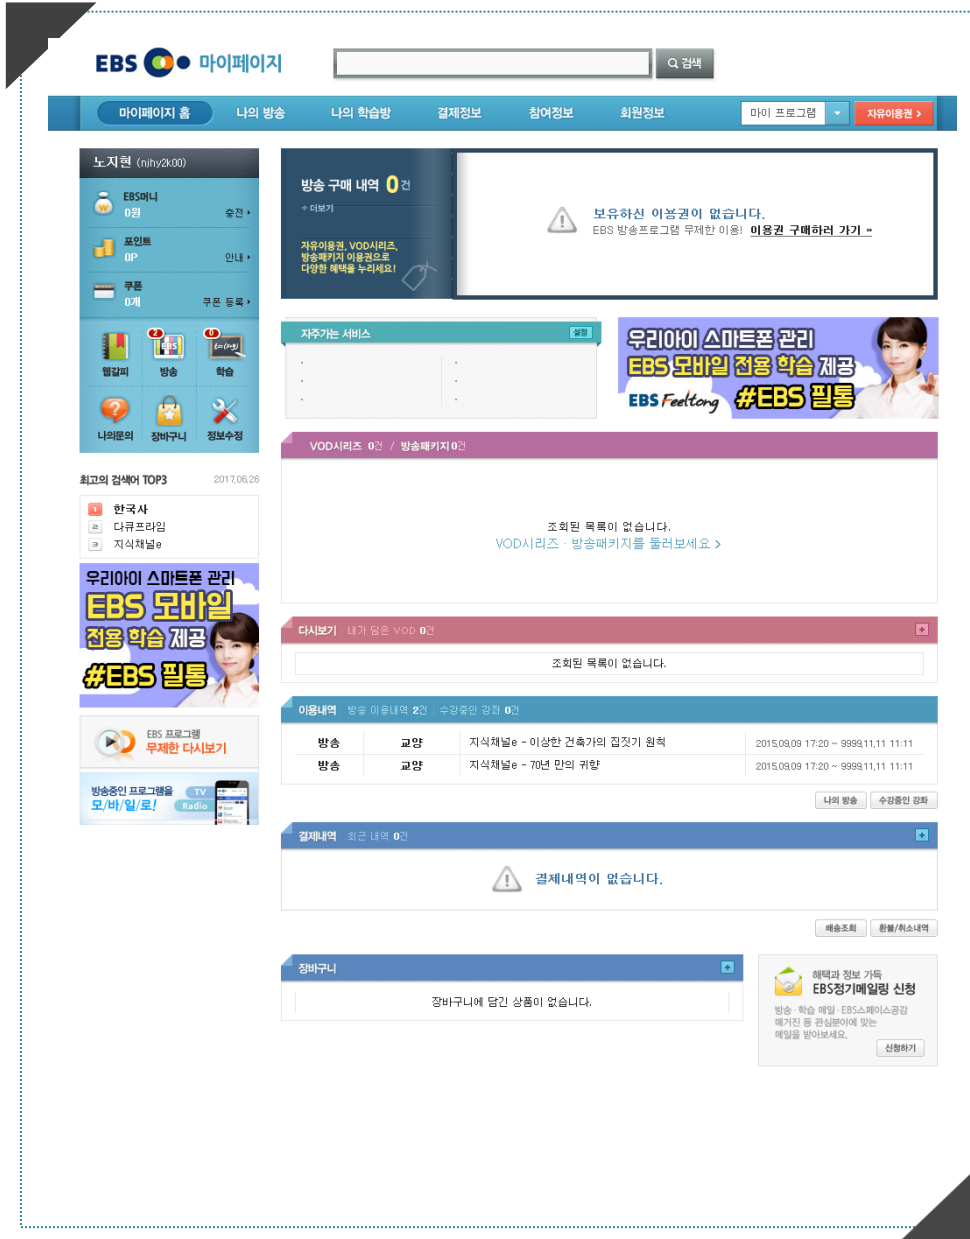 EBS 마이페이지
검색
마이페이지 홈 나의 방송 나의 학습방 결제정보 참여정보 회원정보 마이 프로그램 자유이용권 >
노지현 (njhy2k00)
EBS머니
0원 충전
포인트
0P 안내
쿠폰
0개 쿠폰 등록
2 EBS 0
웹갈피 방송 학습
나의문의 장바구니 정보수정
최고의 검색어 TOP3 2017.06.26
1 한국사
2 다큐프라임
3 지식채널e
우리아이 스마트폰 관리
EBS 모바일
전용 학습 제공
#EBS 필통
EBS 프로그램
무제한 다시보기
방송중인 프로그램을 TV
모/바/일/로! Radio
방송 구매 내역 0건
+ 더보기
자유이용권, VOD시리즈,
방송패키지 이용권으로
다양한 혜택을 누리세요!
보유하신 이용권이 없습니다.
EBS 방송프로그램 무제한 이용! 이용권 구매하러 가기 »
자주가는 서비스 설정
우리아이 스마트폰 관리
EBS 모바일 전용 학습 제공
EBS Feeltong #EBS 필통
VOD시리즈 0건 / 방송패키지 0건
조회된 목록이 없습니다.
VOD시리즈 · 방송패키지를 둘러보세요 >
다시보기 내가 담은 VOD 0건
조회된 목록이 없습니다.
이용내역 방송 이용내역 2건 수강중인 강좌 0건
방송 교양 지식채널e - 이상한 건축가의 집짓기 원칙 2015.09.09 17:20 ~ 9999.11.11 11:11
방송 교양 지식채널e - 70년 만의 귀향 2015.09.09 17:20 ~ 9999.11.11 11:11
나의 방송 수강중인 강좌
결제내역 최근 내역 0건
결제내역이 없습니다.
배송조회 환불/취소내역
장바구니
장바구니에 담긴 상품이 없습니다.
해택과 정보 가득
EBS정기메일링 신청
방송 · 학습 메일 · EBS스페이스공감
매거진 등 관심분야에 맞는
메일을 받아보세요.
신청하기